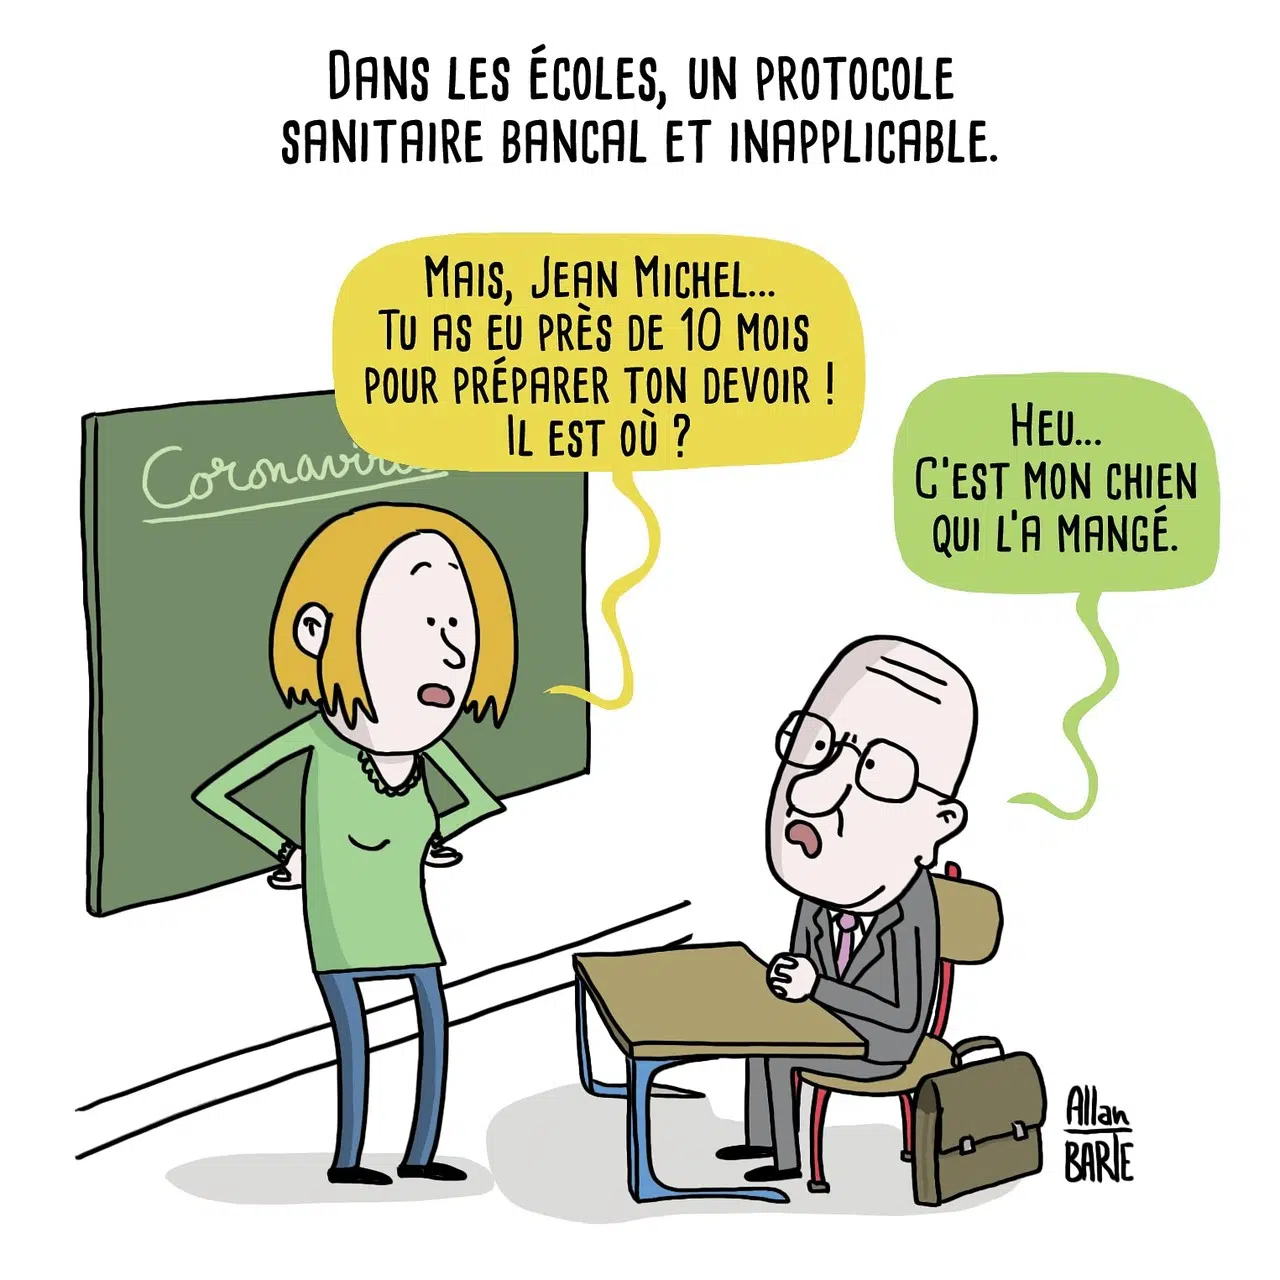 Dans les écoles, un protocole
sanitaire bancal et inapplicable.
Mais, Jean Michel...
Tu as eu près de 10 mois
pour préparer ton devoir !
Il est où ?
Heu...
C'est mon chien
qui l'a mangé.
Coronavirus
Allan
BARTE